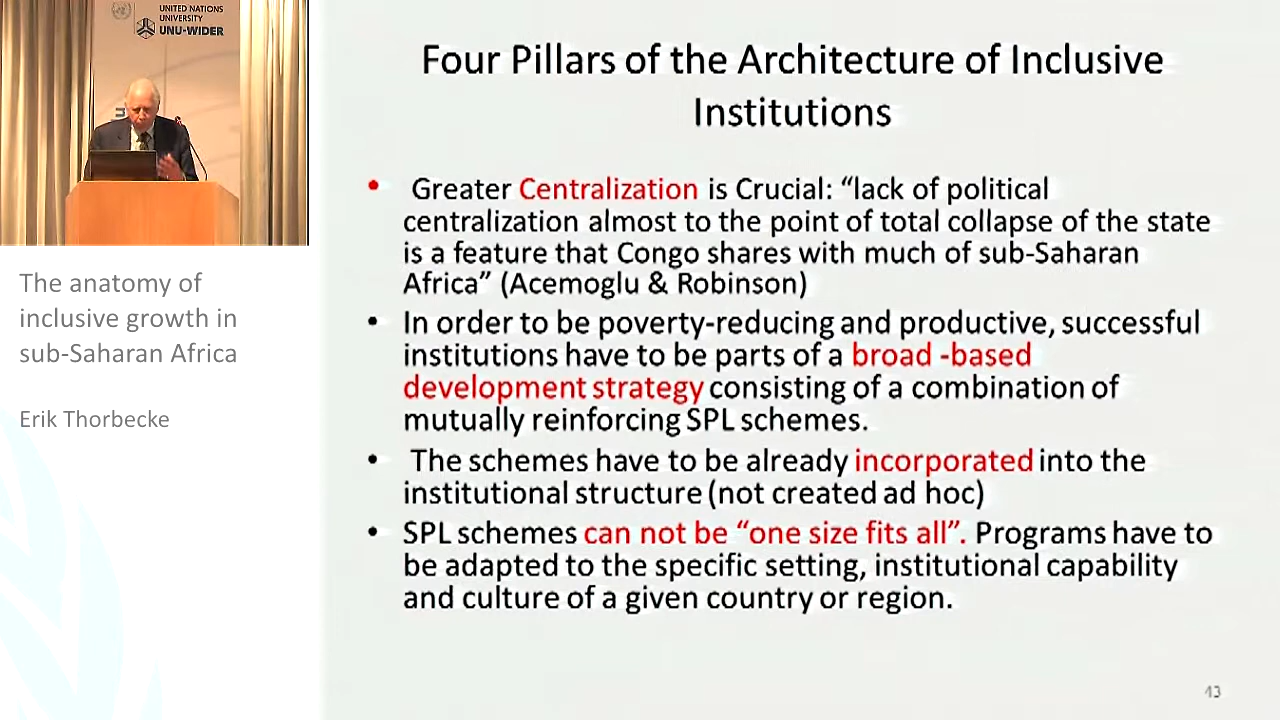 UNITED NATIONS
UNIVERSITY
UNU-WIDER
The anatomy of
inclusive growth in
sub-Saharan Africa
Erik Thorbecke
Four Pillars of the Architecture of Inclusive
Institutions
• Greater Centralization is Crucial: “lack of political
centralization almost to the point of total collapse of the state
is a feature that Congo shares with much of sub-Saharan
Africa” (Acemoglu & Robinson)
• In order to be poverty-reducing and productive, successful
institutions have to be parts of a broad -based
development strategy consisting of a combination of
mutually reinforcing SPL schemes.
• The schemes have to be already incorporated into the
institutional structure (not created ad hoc)
• SPL schemes can not be “one size fits all”. Programs have to
be adapted to the specific setting, institutional capability
and culture of a given country or region.
43